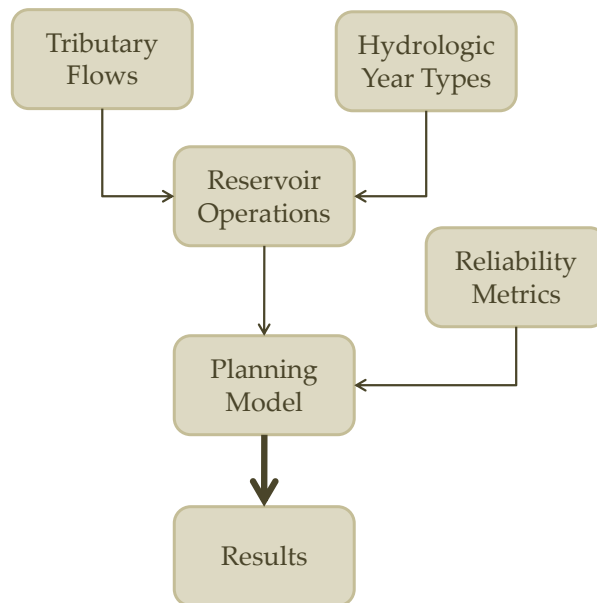 Tributary
Flows
Hydrologic
Year Types
Reservoir
Operations
Reliability
Metrics
Planning
Model
Results